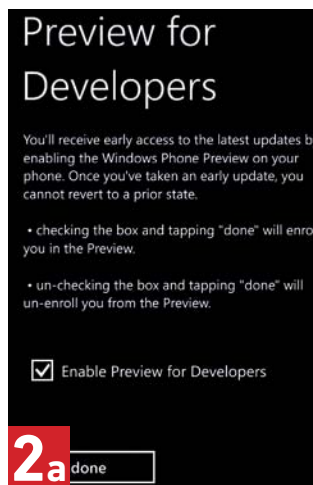 Preview for
Developers
You'll receive early access to the latest updates b
enabling the Windows Phone Preview on your
phone. Once you've taken an early update, you
cannot revert to a prior state.
• checking the box and tapping "done" will enro
you in the Preview.
• un-checking the box and tapping "done" will
un-enroll you from the Preview.
Enable Preview for Developers
2a done